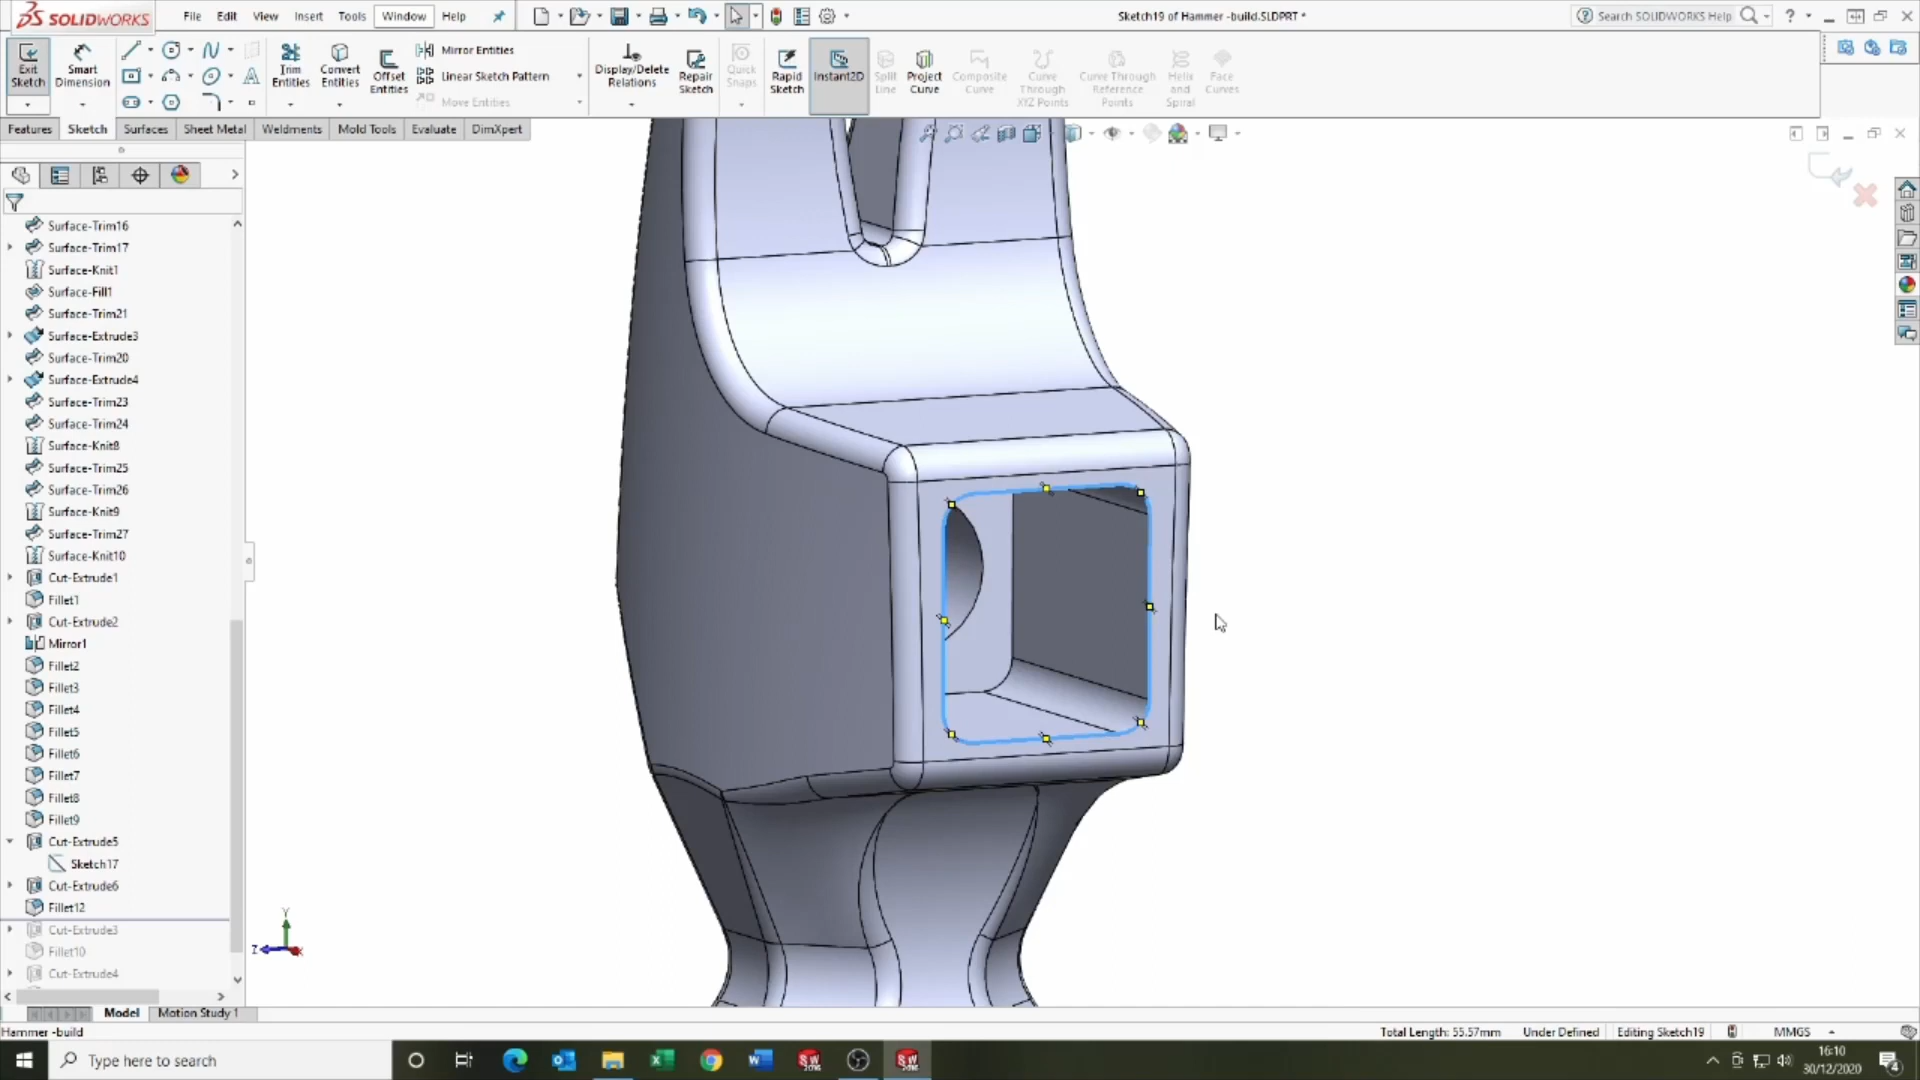 SOLIDWORKS File Edit View Insert Tools Window Help Sketch19 of Hammer -build.SLDPRT * Search SOLIDWORKS Help
Exit Sketch
Smart Dimension
Trim Entities
Convert Entities
Offset Entities
Mirror Entities
Linear Sketch Pattern
Move Entities
Display/Delete Relations
Repair Sketch
Quick Snaps
Rapid Sketch
Instant2D
Split Line
Project Curve
Composite Curve
Curve Through XYZ Points
Curve Through Reference Points
Helix and Spiral
Face Curves
Features Sketch Surfaces Sheet Metal Weldments Mold Tools Evaluate DimXpert
Surface-Trim16
Surface-Trim17
Surface-Knit1
Surface-Fill1
Surface-Trim21
Surface-Extrude3
Surface-Trim20
Surface-Extrude4
Surface-Trim23
Surface-Trim24
Surface-Knit8
Surface-Trim25
Surface-Trim26
Surface-Knit9
Surface-Trim27
Surface-Knit10
Cut-Extrude1
Fillet1
Cut-Extrude2
Mirror1
Fillet2
Fillet3
Fillet4
Fillet5
Fillet6
Fillet7
Fillet8
Fillet9
Cut-Extrude5
Sketch17
Cut-Extrude6
Fillet12
Cut-Extrude3
Fillet10
Cut-Extrude4
Y
Z
Model Motion Study 1
Hammer -build Total Length: 55.57mm Under Defined Editing Sketch19 MMGS
Type here to search
16:10
30/12/2020
4